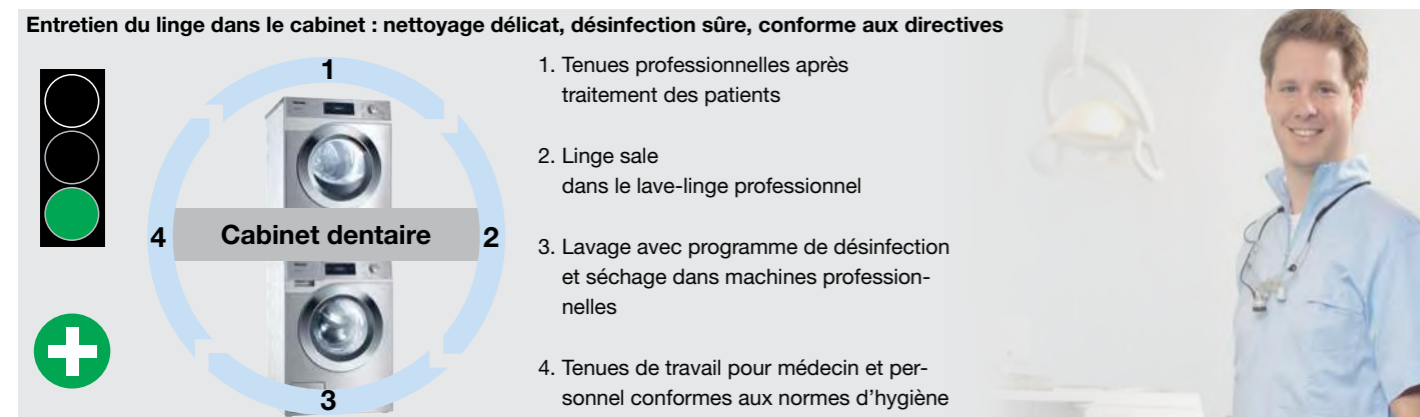 Entretien du linge dans le cabinet : nettoyage délicat, désinfection sûre, conforme aux directives
1
4
Cabinet dentaire
2
3
1. Tenues professionnelles après
traitement des patients
2. Linge sale
dans le lave-linge professionnel
3. Lavage avec programme de désinfection
et séchage dans machines profession-
nelles
4. Tenues de travail pour médecin et per-
sonnel conformes aux normes d’hygiène